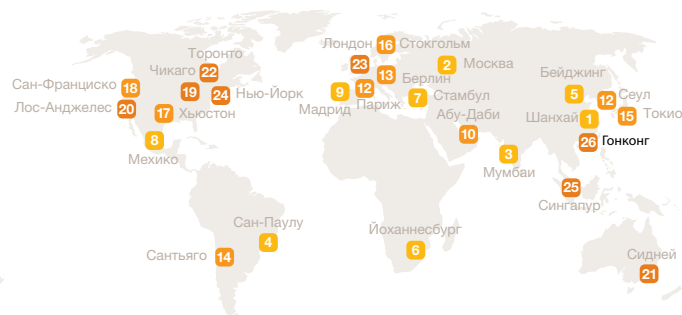 Лондон 16 Стокгольм
Торонто
22
23
2 Москва
Чикаго
13
Берлин
Бейджинг
Сан-Франциско 18
19
24 Нью-Йорк
9
12
7 Стамбул
5
12 Сеул
Лос-Анджелес 20
17 Хьюстон
Мадрид
Париж
Абу-Даби
Шанхай 1
15 Токио
8
10
26 Гонконг
Мехико
3
Мумбаи
25
Сингапур
Сан-Паулу
4
Йоханнесбург
6
Сантьяго 14
Сидней
21